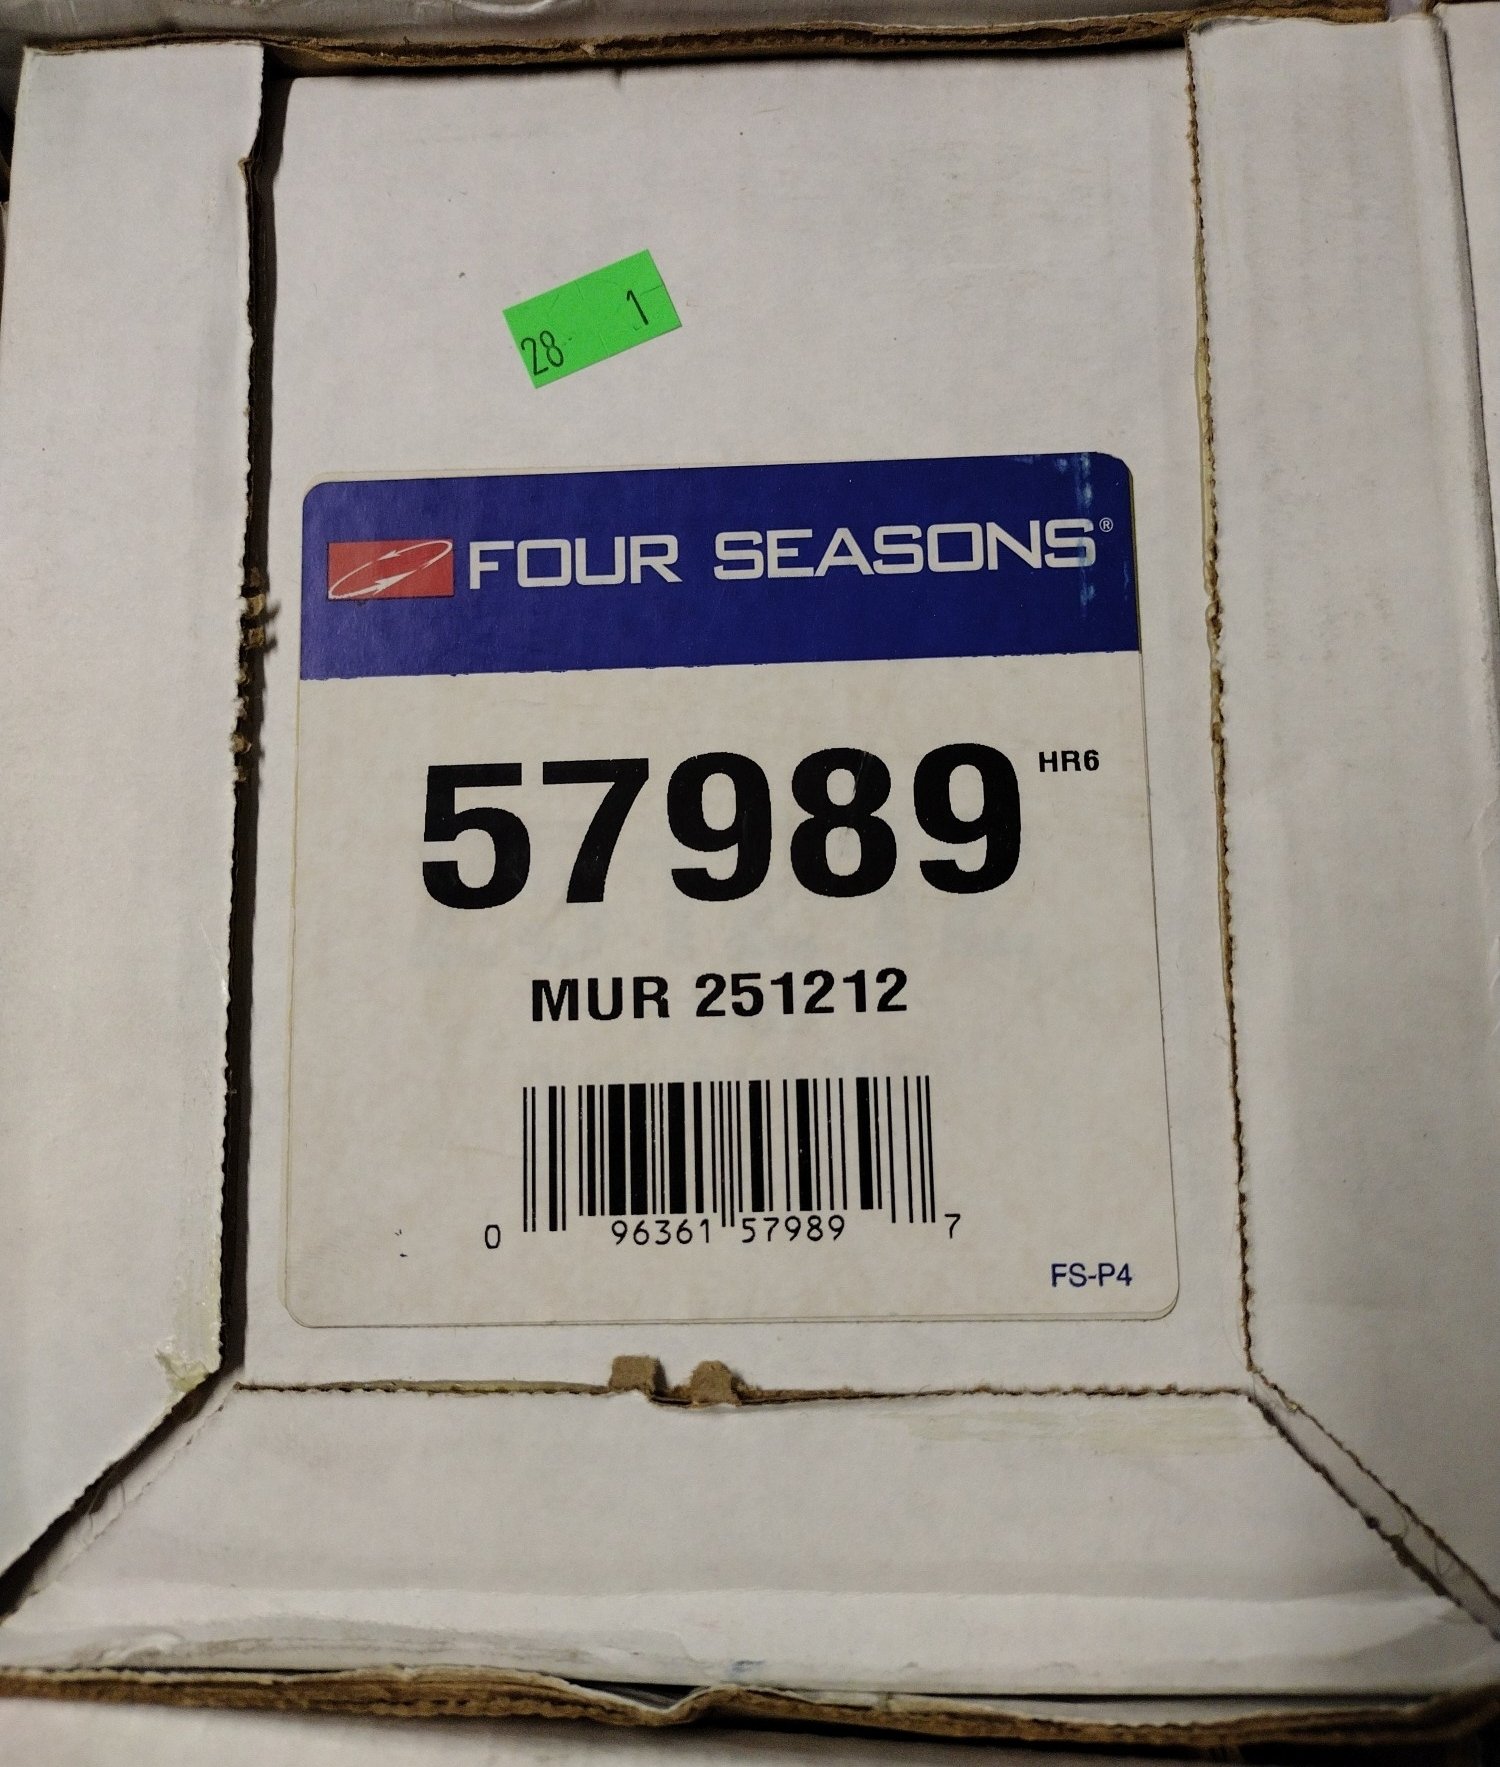 28 1
FOUR SEASONS®
57989 HR6
MUR 251212
0 96361 57989 7
FS-P4